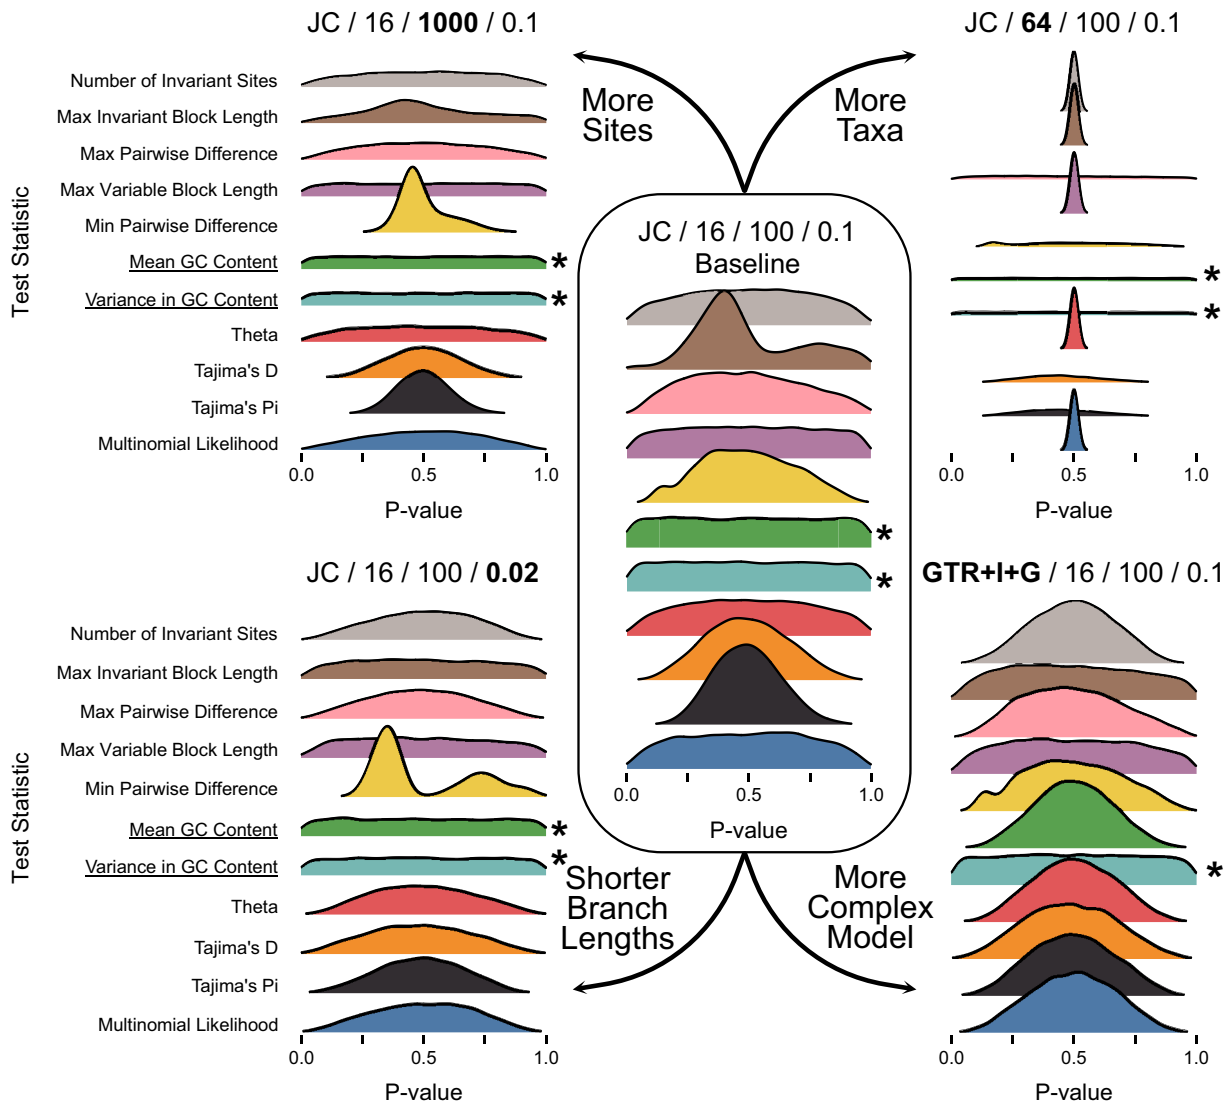 JC / 16 / 1000 / 0.1
JC / 64 / 100 / 0.1
More
Sites
More
Taxa
Test Statistic
Number of Invariant Sites
Max Invariant Block Length
Max Pairwise Difference
Max Variable Block Length
Min Pairwise Difference
Mean GC Content
*
Variance in GC Content
*
Theta
Tajima's D
Tajima's Pi
Multinomial Likelihood
0.0 0.5 1.0
P-value
*
*
0.0 0.5 1.0
P-value
JC / 16 / 100 / 0.1
Baseline
*
*
0.0 0.5 1.0
P-value
JC / 16 / 100 / 0.02
GTR+I+G / 16 / 100 / 0.1
Test Statistic
Number of Invariant Sites
Max Invariant Block Length
Max Pairwise Difference
Max Variable Block Length
Min Pairwise Difference
Mean GC Content
*
Variance in GC Content
*
Theta
Tajima's D
Tajima's Pi
Multinomial Likelihood
0.0 0.5 1.0
P-value
Shorter
Branch
Lengths
More
Complex
Model
*
0.0 0.5 1.0
P-value